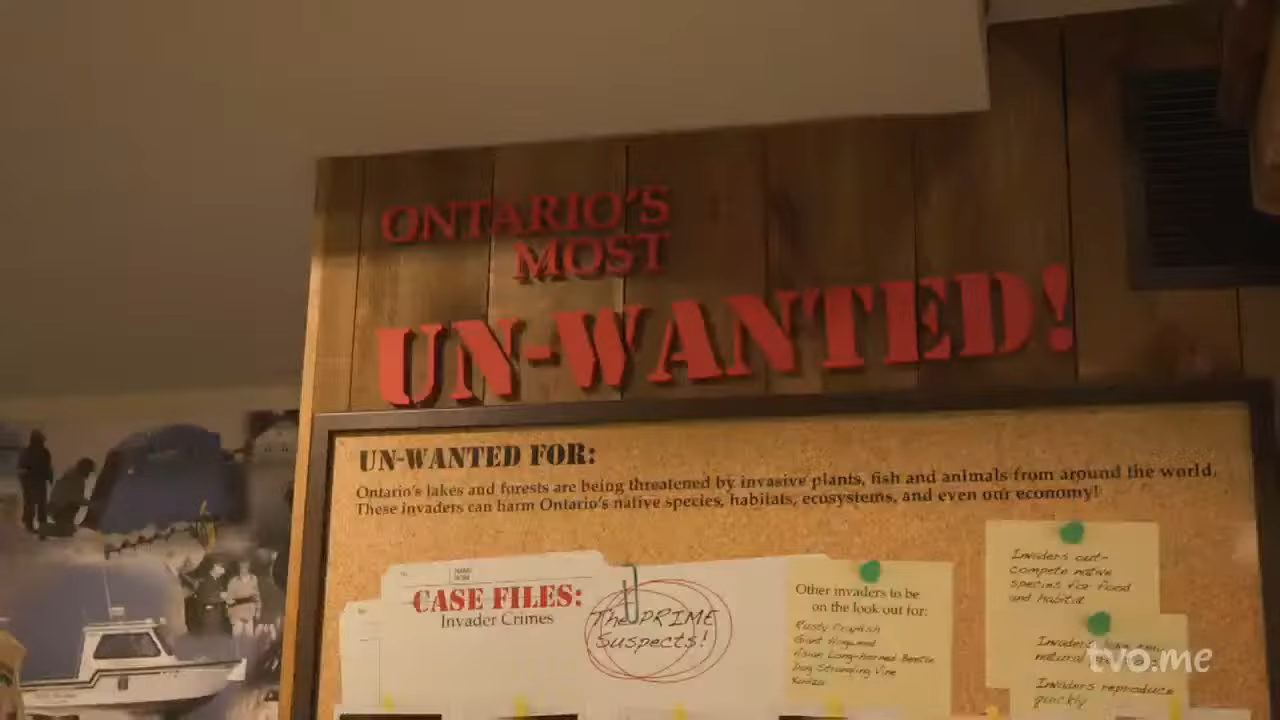 ONTARIO'S
MOST
UN-WANTED!
UN-WANTED FOR:
Ontario's lakes and forests are being threatened by invasive plants, fish and animals from around the world.
These invaders can harm Ontario's native species, habitats, ecosystems, and even our economy!
CASE FILES:
Invader Crimes
The PRIME
Suspects!
Other invaders to be
on the look out for:
Rusty Crayfish
Giant Hogweed
Asian Long-horned Beetle
Dog Strangling Vine
Kudzu
Invaders out-
compete native
species for food
and habitat
Invaders
natural
Invaders reproduce
quickly
tvo.me